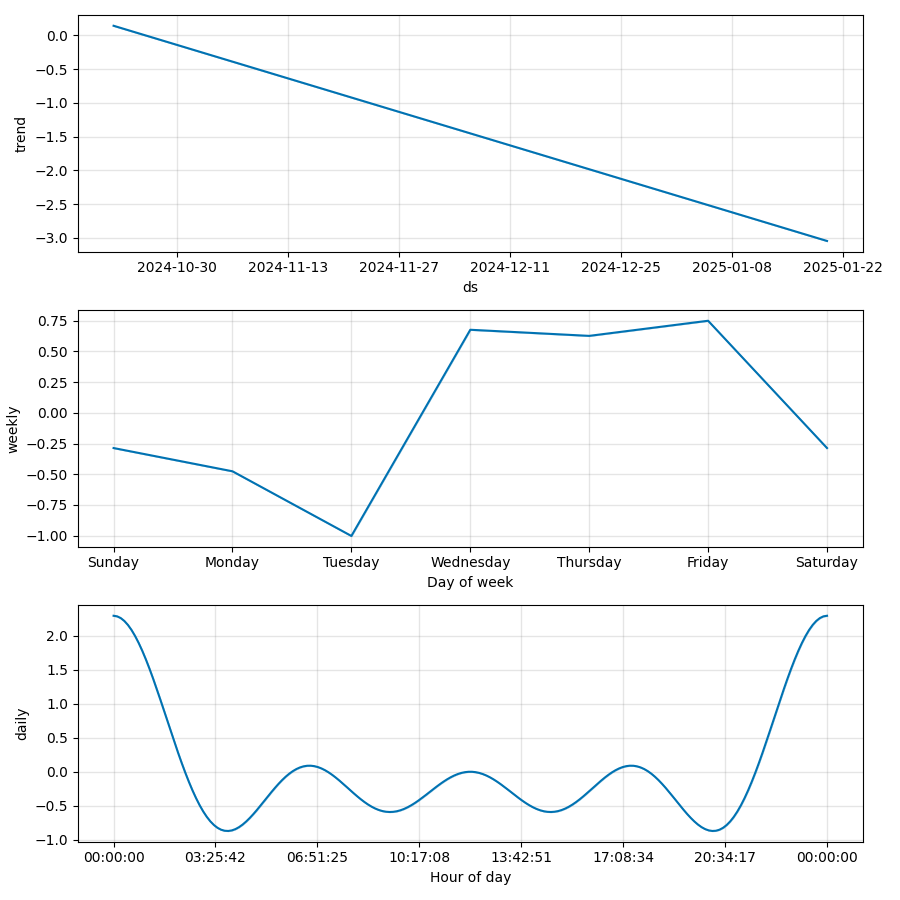 trend
0.0
−0.5
−1.0
−1.5
−2.0
−2.5
−3.0
2024-10-30 2024-11-13 2024-11-27 2024-12-11 2024-12-25 2025-01-08 2025-01-22
ds
weekly
0.75
0.50
0.25
0.00
−0.25
−0.50
−0.75
−1.00
Sunday Monday Tuesday Wednesday Thursday Friday Saturday
Day of week
daily
2.0
1.5
1.0
0.5
0.0
−0.5
−1.0
00:00:00 03:25:42 06:51:25 10:17:08 13:42:51 17:08:34 20:34:17 00:00:00
Hour of day